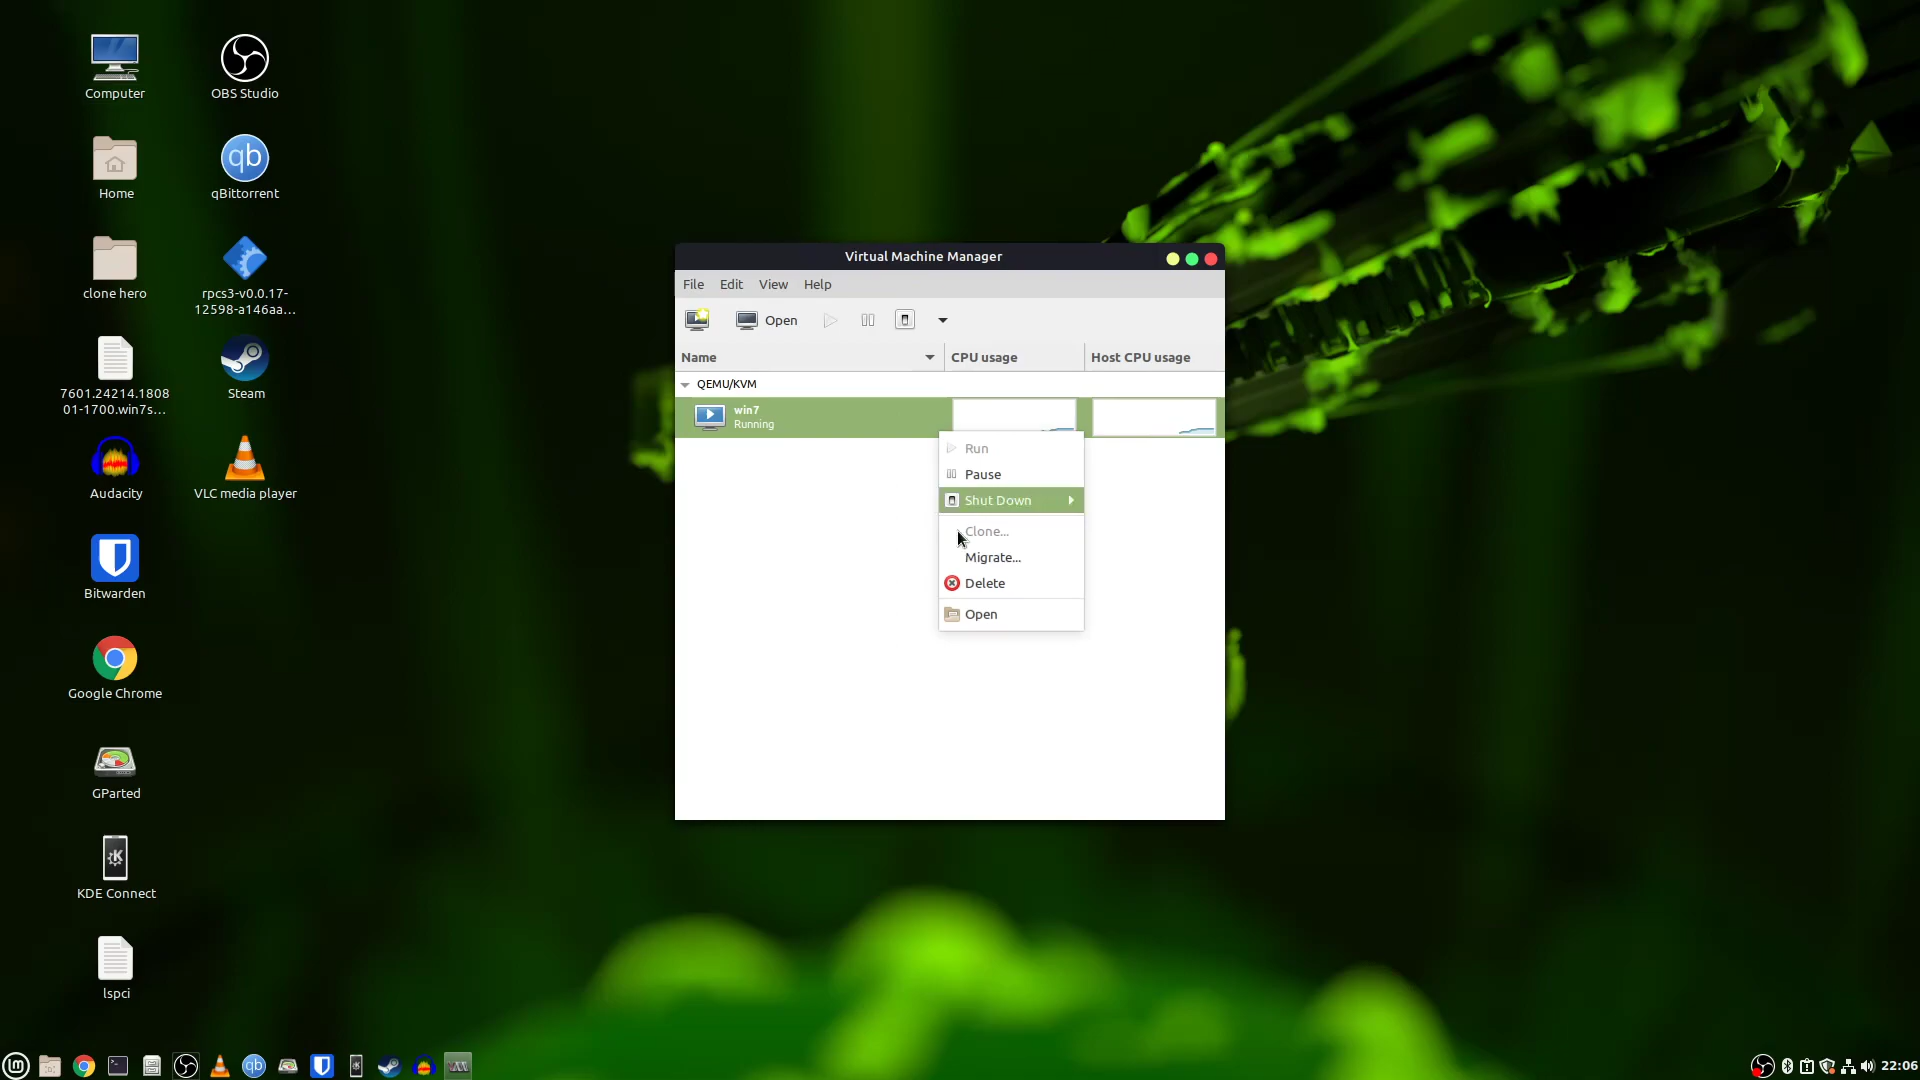 Computer
OBS Studio
Home
qBittorrent
clone hero
rpcs3-v0.0.17-
12598-a146aa...
7601.24214.1808
01-1700.win7s...
Steam
Audacity
VLC media player
Bitwarden
Google Chrome
GParted
KDE Connect
lspci
Virtual Machine Manager
File Edit View Help
Open
Name CPU usage Host CPU usage
QEMU/KVM
win7
Running
Run
Pause
Shut Down
Clone...
Migrate...
Delete
Open
22:06